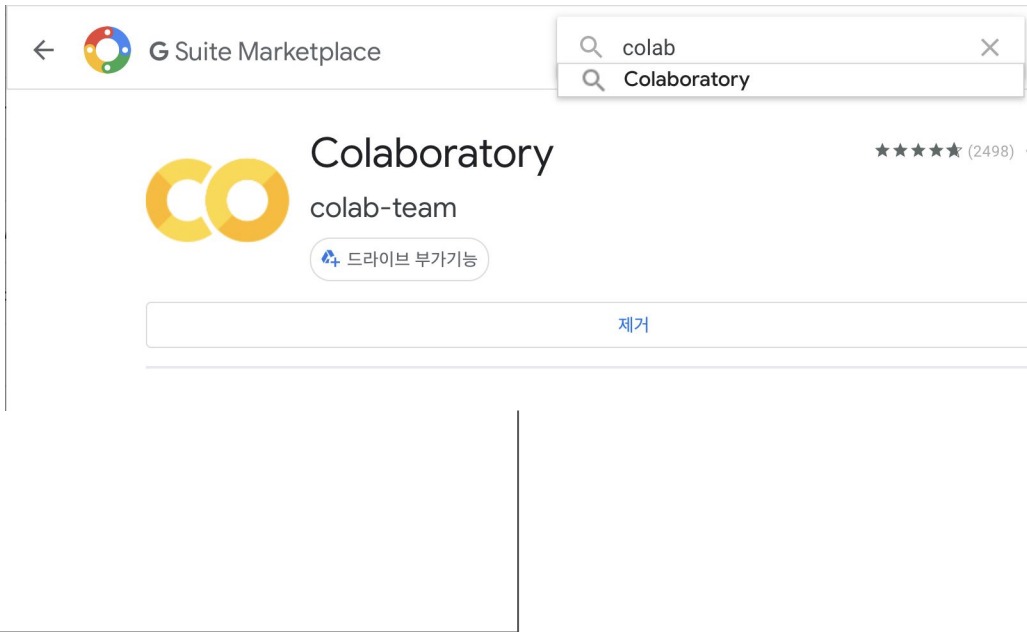 G Suite Marketplace
colab
Colaboratory
Colaboratory
(2498)
colab-team
드라이브 부가기능
제거